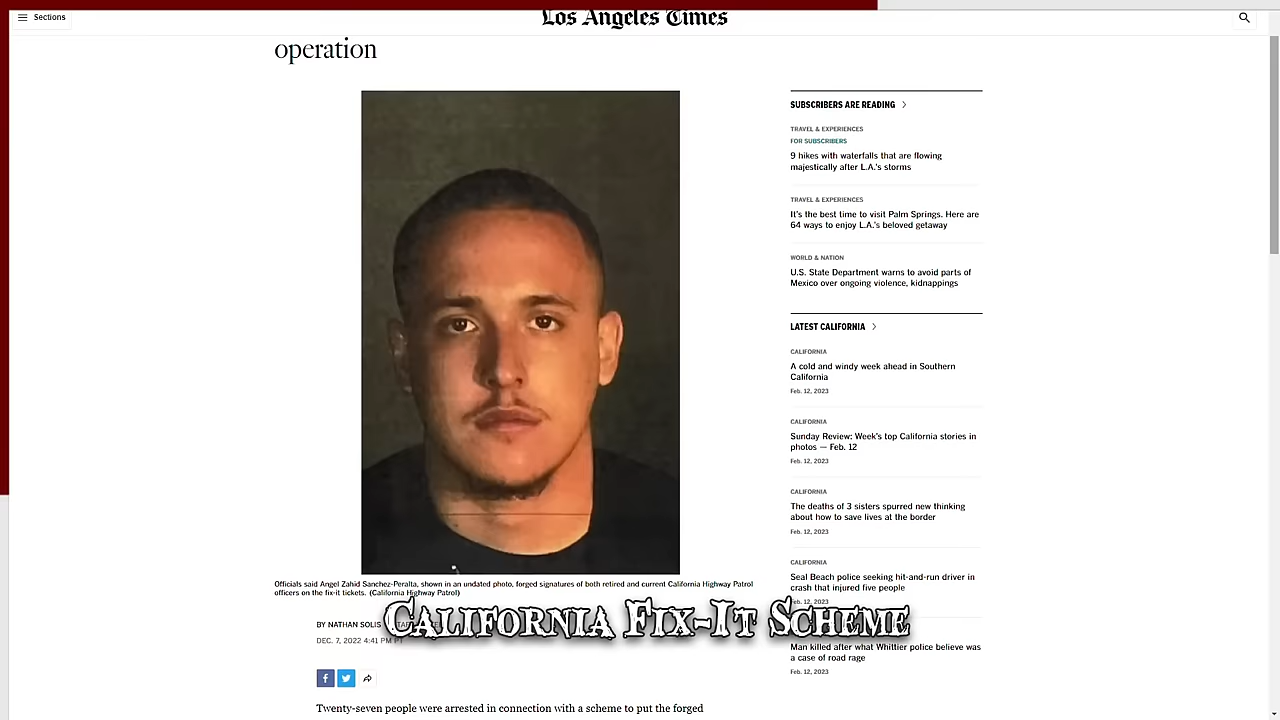 Sections
Los Angeles Times
operation
SUBSCRIBERS ARE READING
TRAVEL & EXPERIENCES
FOR SUBSCRIBERS
9 hikes with waterfalls that are flowing
majestically after L.A.'s storms
TRAVEL & EXPERIENCES
It's the best time to visit Palm Springs. Here are
64 ways to enjoy L.A.'s beloved getaway
WORLD & NATION
U.S. State Department warns to avoid parts of
Mexico over ongoing violence, kidnappings
LATEST CALIFORNIA
CALIFORNIA
A cold and windy week ahead in Southern
California
Feb. 12, 2023
CALIFORNIA
Sunday Review: Week's top California stories in
photos — Feb. 12
Feb. 12, 2023
CALIFORNIA
The deaths of 3 sisters spurred new thinking
about how to save lives at the border
Feb. 12, 2023
CALIFORNIA
Seal Beach police seeking hit-and-run driver in
crash that injured five people
Feb. 12, 2023
Man killed after what Whittier police believe was
a case of road rage
Feb. 12, 2023
Officials said Angel Zahid Sanchez-Peralta, shown in an undated photo, forged signatures of both retired and current California Highway Patrol
officers on the fix-it tickets. (California Highway Patrol)
California Fix-It Scheme
BY NATHAN SOLIS
DEC. 7, 2022 4:41 PM PT
Twenty-seven people were arrested in connection with a scheme to put the forged